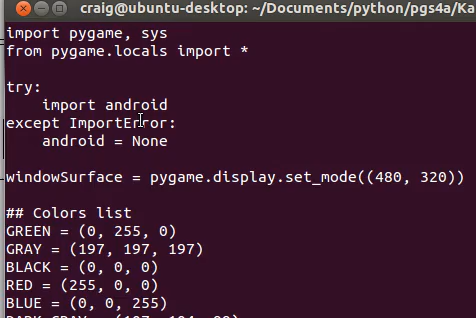 craig@ubuntu-desktop: ~/Documents/python/pgs4a/Ka
import pygame, sys
from pygame.locals import *
try:
    import android
except ImportError:
    android = None
windowSurface = pygame.display.set_mode((480, 320))
## Colors list
GREEN = (0, 255, 0)
GRAY = (197, 197, 197)
BLACK = (0, 0, 0)
RED = (255, 0, 0)
BLUE = (0, 0, 255)